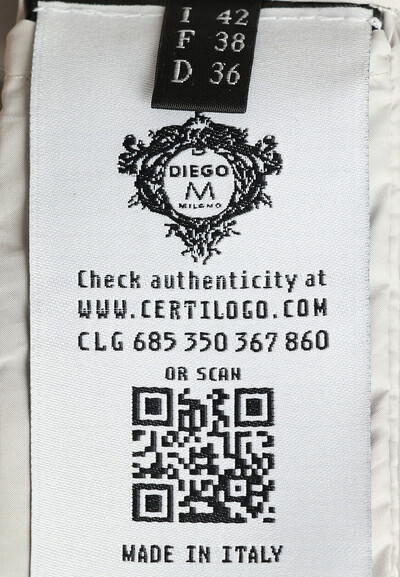 I 42
F 38
D 36
DIEGO
M
MILANO
Check authenticity at
WWW.CERTILOGO.COM
CLG 685 350 367 860
OR SCAN
MADE IN ITALY